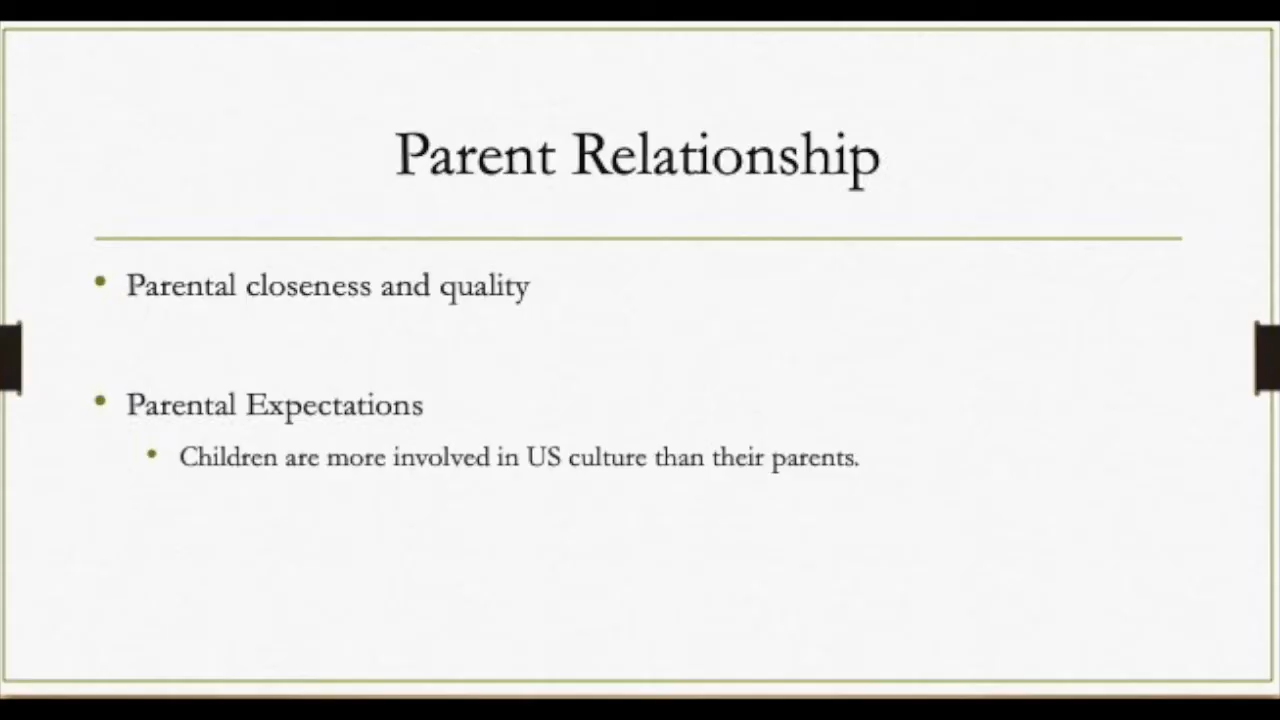 Parent Relationship
Parental closeness and quality
Parental Expectations
Children are more involved in US culture than their parents.